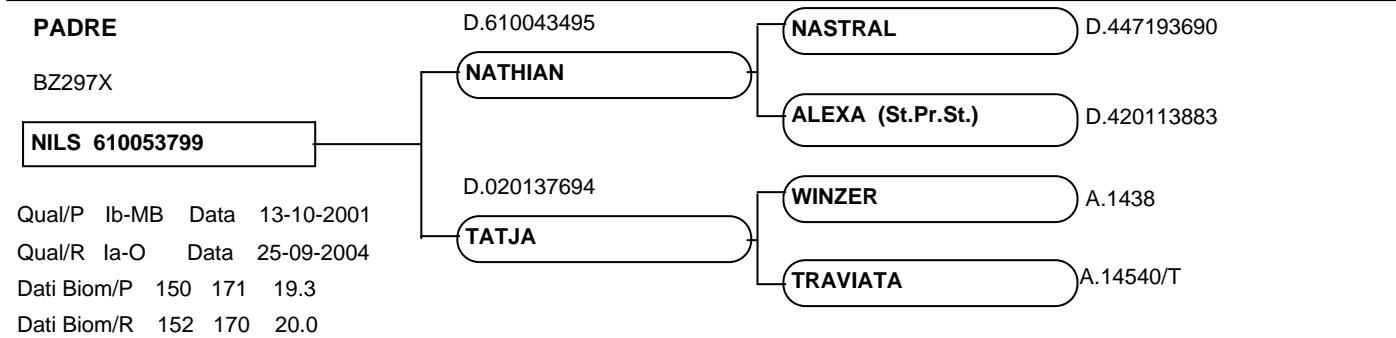 PADRE
BZ297X
NILS 610053799
Qual/P Ib-MB Data 13-10-2001
Qual/R Ia-O Data 25-09-2004
Dati Biom/P 150 171 19.3
Dati Biom/R 152 170 20.0
D.610043495
NATHIAN
D.020137694
TATJA
NASTRAL D.447193690
ALEXA (St.Pr.St.) D.420113883
WINZER A.1438
TRAVIATA A.14540/T